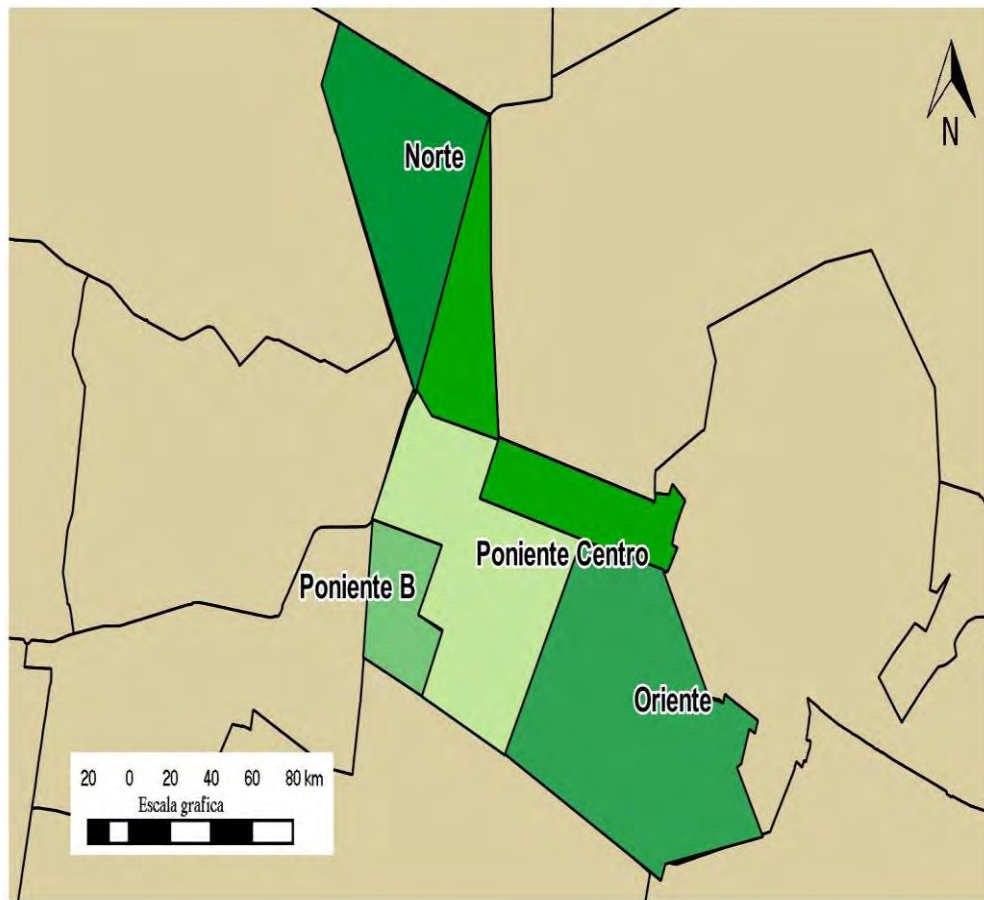 N
Norte
Poniente Centro
Poniente B
Oriente
20 0 20 40 60 80 km
Escala grafica